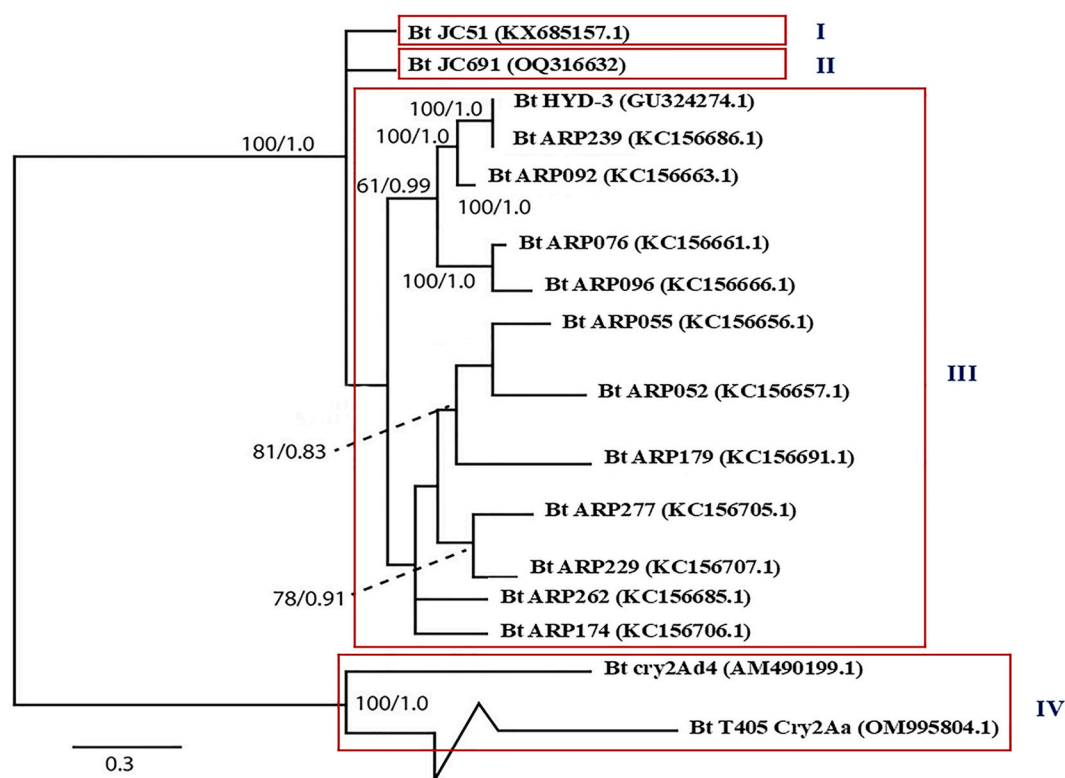 Bt JC51 (KX685157.1) I
Bt JC691 (OQ316632) II
Bt HYD-3 (GU324274.1)
100/1.0
Bt ARP239 (KC156686.1)
100/1.0
100/1.0
Bt ARP092 (KC156663.1)
61/0.99
100/1.0
Bt ARP076 (KC156661.1)
100/1.0
Bt ARP096 (KC156666.1)
Bt ARP055 (KC156656.1)
III
Bt ARP052 (KC156657.1)
81/0.83
Bt ARP179 (KC156691.1)
Bt ARP277 (KC156705.1)
Bt ARP229 (KC156707.1)
78/0.91
Bt ARP262 (KC156685.1)
Bt ARP174 (KC156706.1)
Bt cry2Ad4 (AM490199.1)
100/1.0
IV
Bt T405 Cry2Aa (OM995804.1)
0.3